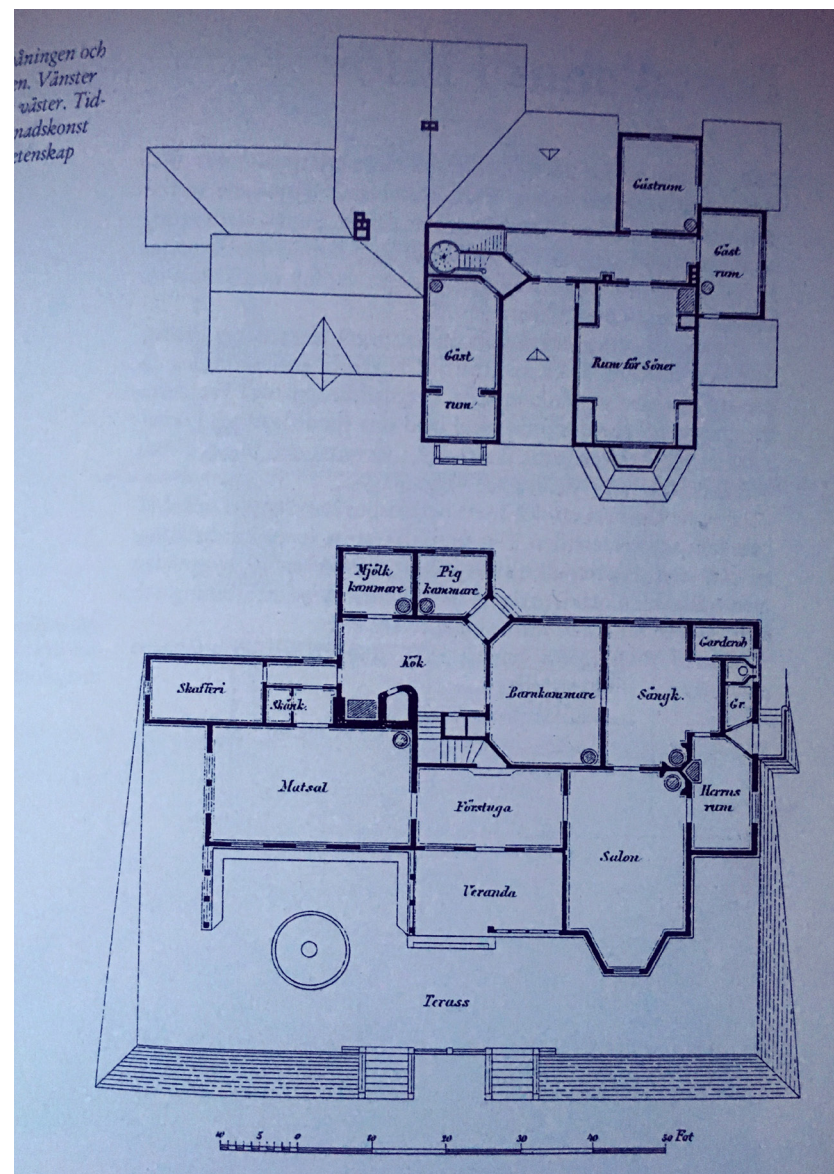 åningen och
en. Vänster
väster. Tid-
nadskonst
etenskap
Gästrum
Gäst
rum
Gäst
rum
Rum för Söner
Mjölk
kammare
Pig
kammare
Garderob
Kök
Skafferi
Barnkammare
Sängk.
Skänk.
Gr.
Matsal
Förstuga
Herrns
rum
Salon
Veranda
Terass
10 5 0 10 20 30 40 50 Fot